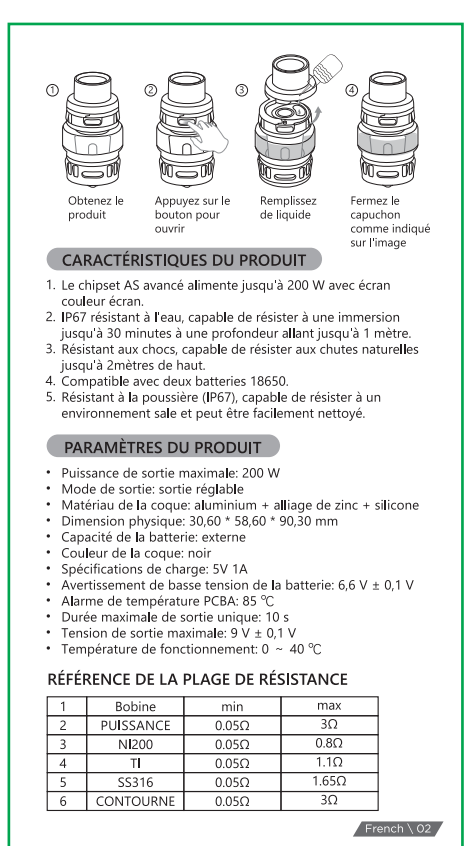 ① ② ③ ④
Obtenez le
produit
Appuyez sur le
bouton pour
ouvrir
Remplissez
de liquide
Fermez le
capuchon
comme indiqué
sur l'image
CARACTÉRISTIQUES DU PRODUIT
1. Le chipset AS avancé alimente jusqu'à 200 W avec écran
couleur écran.
2. IP67 résistant à l'eau, capable de résister à une immersion
jusqu'à 30 minutes à une profondeur allant jusqu'à 1 mètre.
3. Résistant aux chocs, capable de résister aux chutes naturelles
jusqu'à 2mètres de haut.
4. Compatible avec deux batteries 18650.
5. Résistant à la poussière (IP67), capable de résister à un
environnement sale et peut être facilement nettoyé.
PARAMÈTRES DU PRODUIT
• Puissance de sortie maximale: 200 W
• Mode de sortie: sortie réglable
• Matériau de la coque: aluminium + alliage de zinc + silicone
• Dimension physique: 30,60 * 58,60 * 90,30 mm
• Capacité de la batterie: externe
• Couleur de la coque: noir
• Spécifications de charge: 5V 1A
• Avertissement de basse tension de la batterie: 6,6 V ± 0,1 V
• Alarme de température PCBA: 85 ℃
• Durée maximale de sortie unique: 10 s
• Tension de sortie maximale: 9 V ± 0,1 V
• Température de fonctionnement: 0 ~ 40 ℃
RÉFÉRENCE DE LA PLAGE DE RÉSISTANCE
1 Bobine min max
2 PUISSANCE 0.05Ω 3Ω
3 NI200 0.05Ω 0.8Ω
4 TI 0.05Ω 1.1Ω
5 SS316 0.05Ω 1.65Ω
6 CONTOURNE 0.05Ω 3Ω
French \ 02